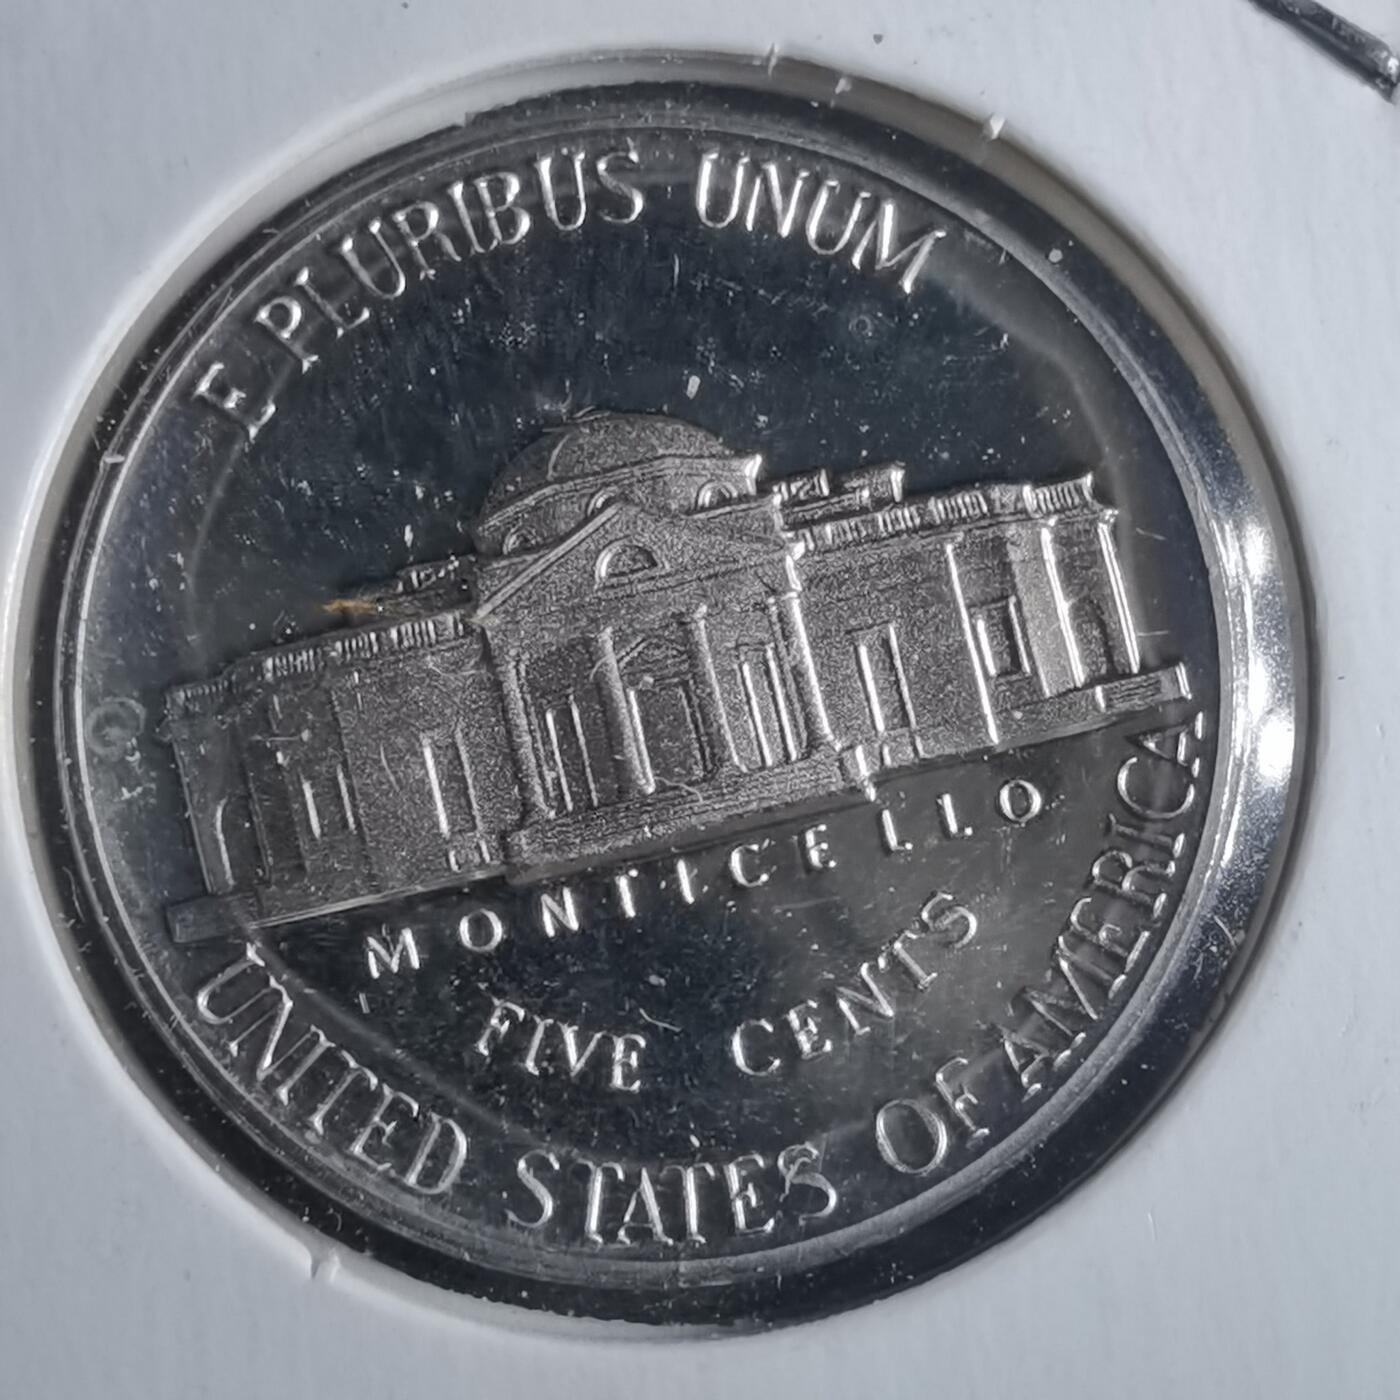 E PLURIBUS UNUM
MONTICELLO
FIVE CENTS
UNITED STATES OF AMERICA